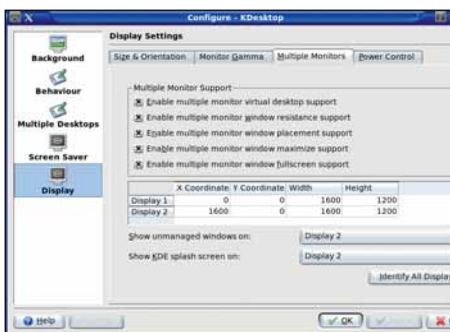 Configure - KDesktop
Display Settings
Size & Orientation Monitor Gamma Multiple Monitors Power Control
Background
Behaviour
Multiple Desktops
Screen Saver
Display
Multiple Monitor Support
Enable multiple monitor virtual desktop support
Enable multiple monitor window resistance support
Enable multiple monitor window placement support
Enable multiple monitor window maximize support
Enable multiple monitor window fullscreen support
X Coordinate Y Coordinate Width Height
Display 1 0 0 1600 1200
Display 2 1600 0 1600 1200
Show unmanaged windows on: Display 2
Show KDE splash screen on: Display 2
Identify All Displa
Help OK